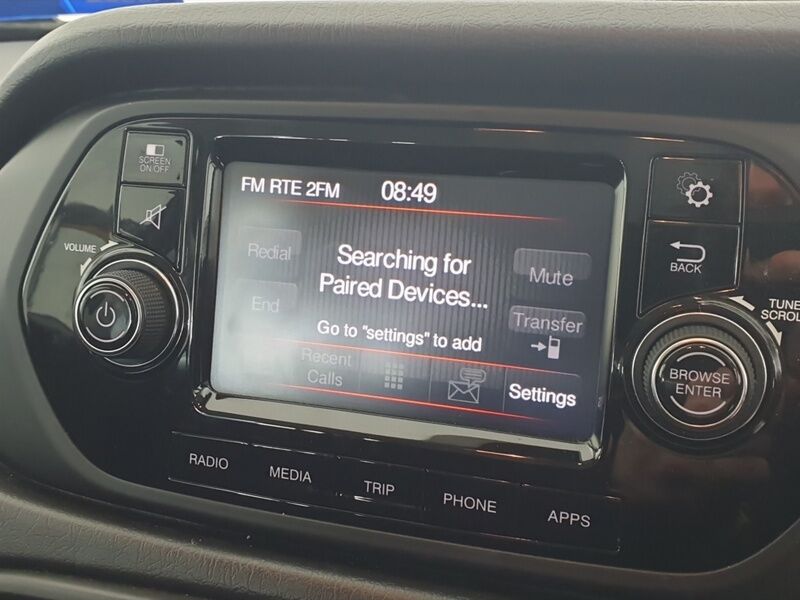 SCREEN
ON/OFF
FM RTE 2FM 08:49
VOLUME
Redial
Searching for
Paired Devices...
Mute
BACK
End
Go to "settings" to add
Transfer
TUNE
SCROLL
Recent
Calls
Settings
BROWSE
ENTER
RADIO
MEDIA
TRIP
PHONE
APPS